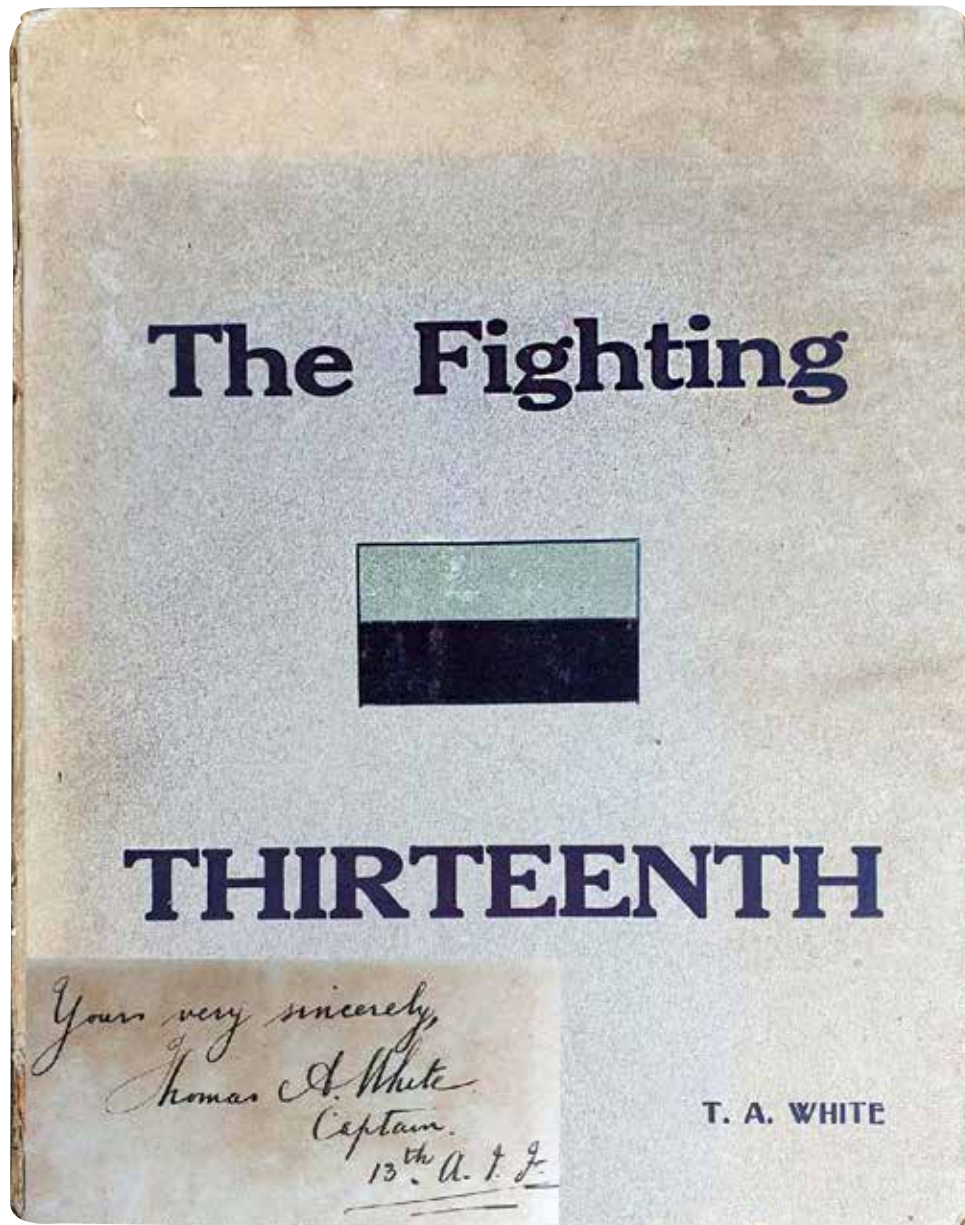 The Fighting
THIRTEENTH
Yours very sincerely,
Thomas A. White
Captain.
13th. A. I. F.
T. A. WHITE